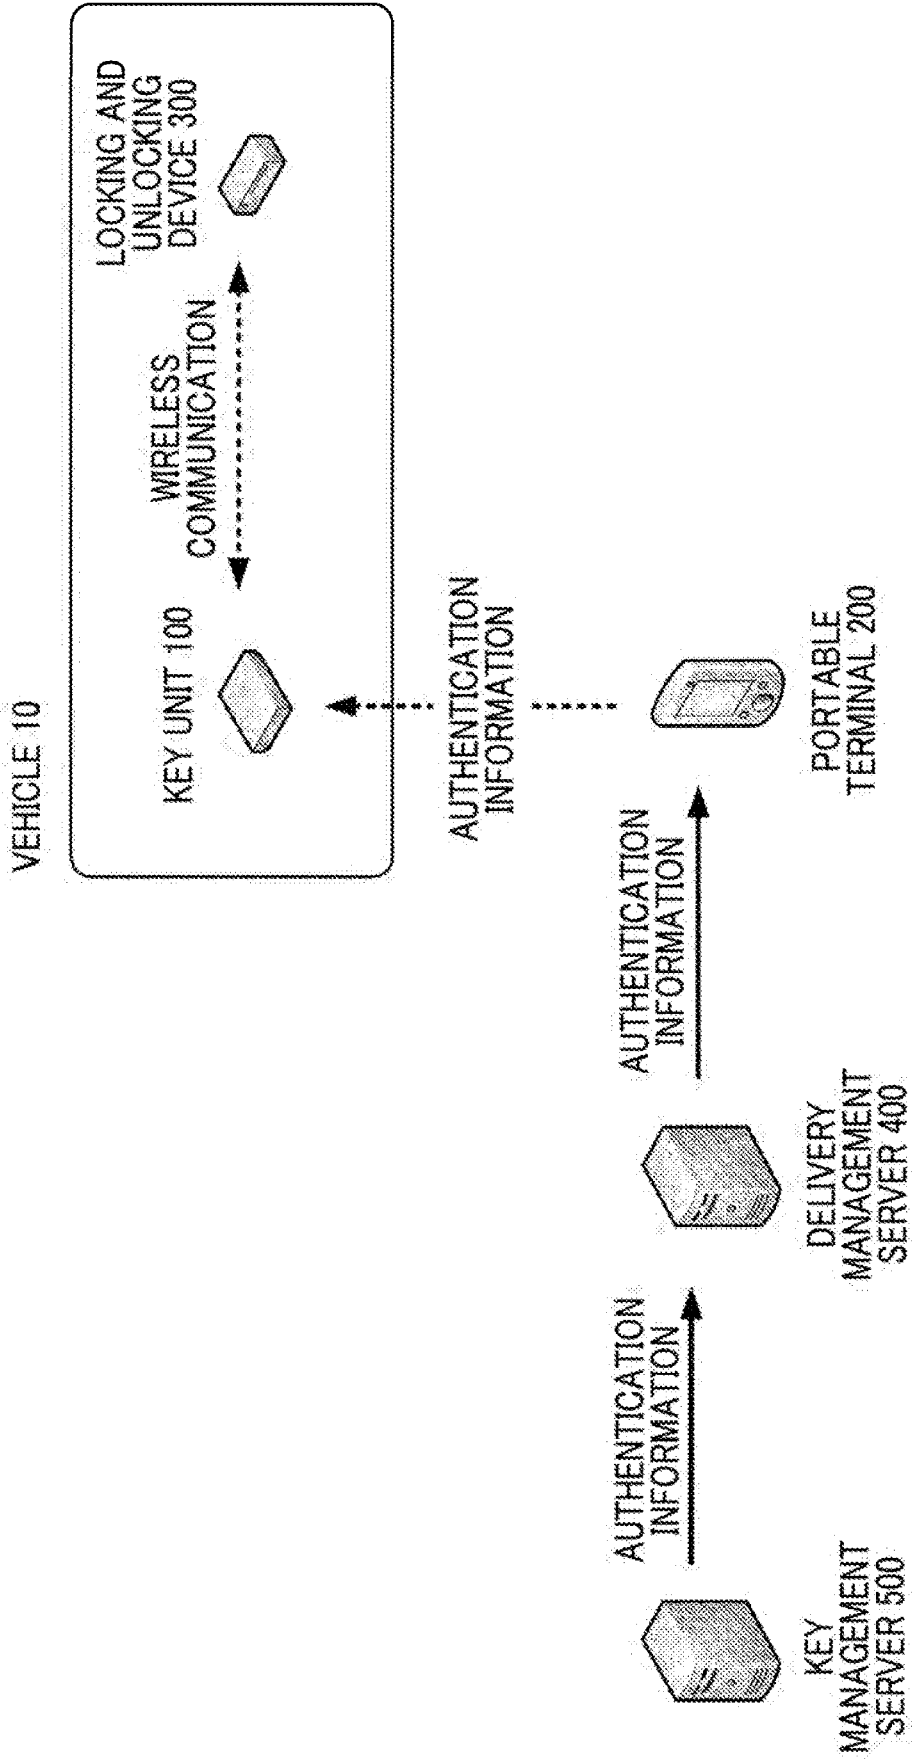 VEHICLE 10
LOCKING AND
UNLOCKING
DEVICE 300
WIRELESS
COMMUNICATION
KEY UNIT 100
AUTHENTICATION
INFORMATION
PORTABLE
TERMINAL 200
AUTHENTICATION
INFORMATION
DELIVERY
MANAGEMENT
SERVER 400
AUTHENTICATION
INFORMATION
KEY
MANAGEMENT
SERVER 500